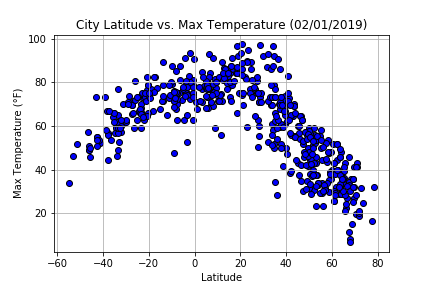 City Latitude vs. Max Temperature (02/01/2019)
100
80
60
40
20
Max Temperature (°F)
−60 −40 −20 0 20 40 60 80
Latitude